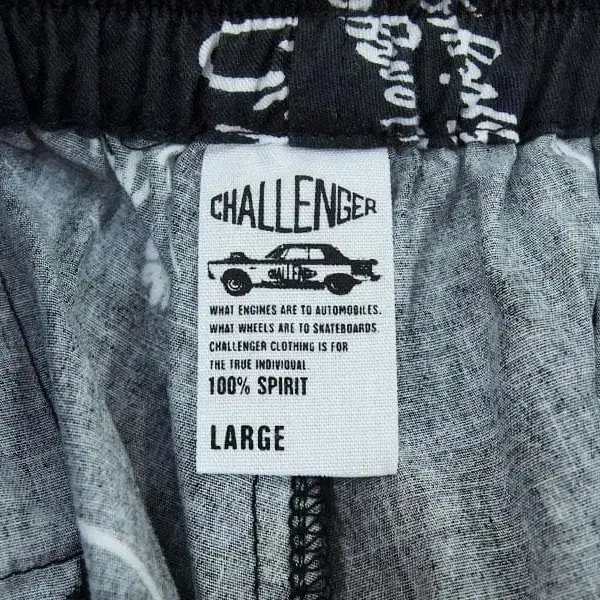 CHALLENGER
WHAT ENGINES ARE TO AUTOMOBILES.
WHAT WHEELS ARE TO SKATEBOARDS.
CHALLENGER CLOTHING IS FOR
THE TRUE INDIVIDUAL.
100% SPIRIT
LARGE